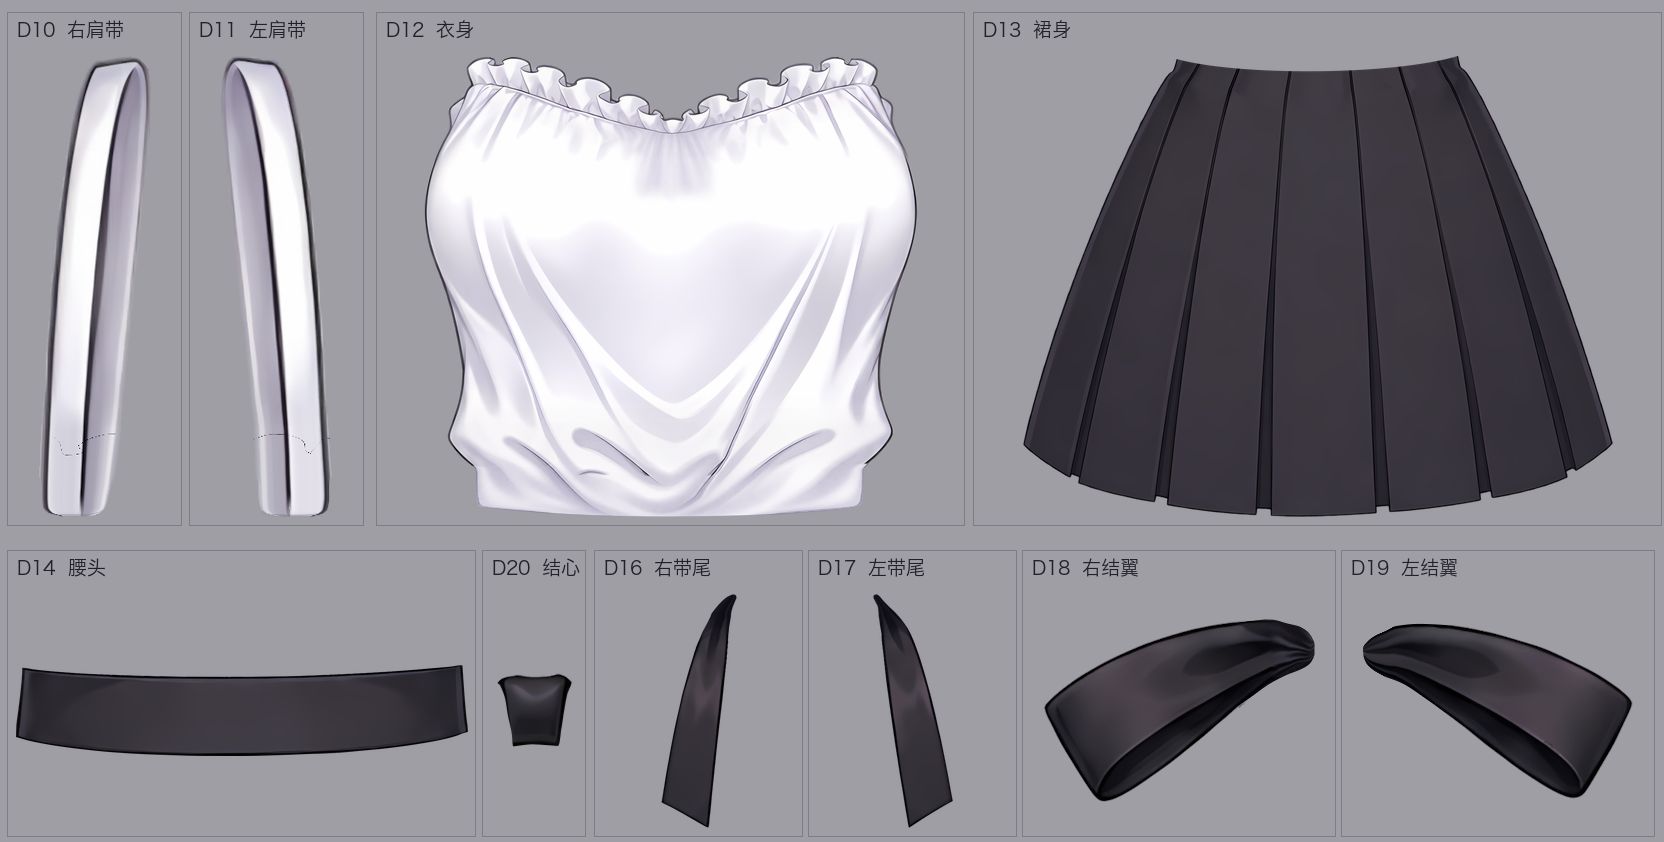 D10 右肩带
D11 左肩带
D12 衣身
D13 裙身
D14 腰头
D20 结心
D16 右带尾
D17 左带尾
D18 右结翼
D19 左结翼